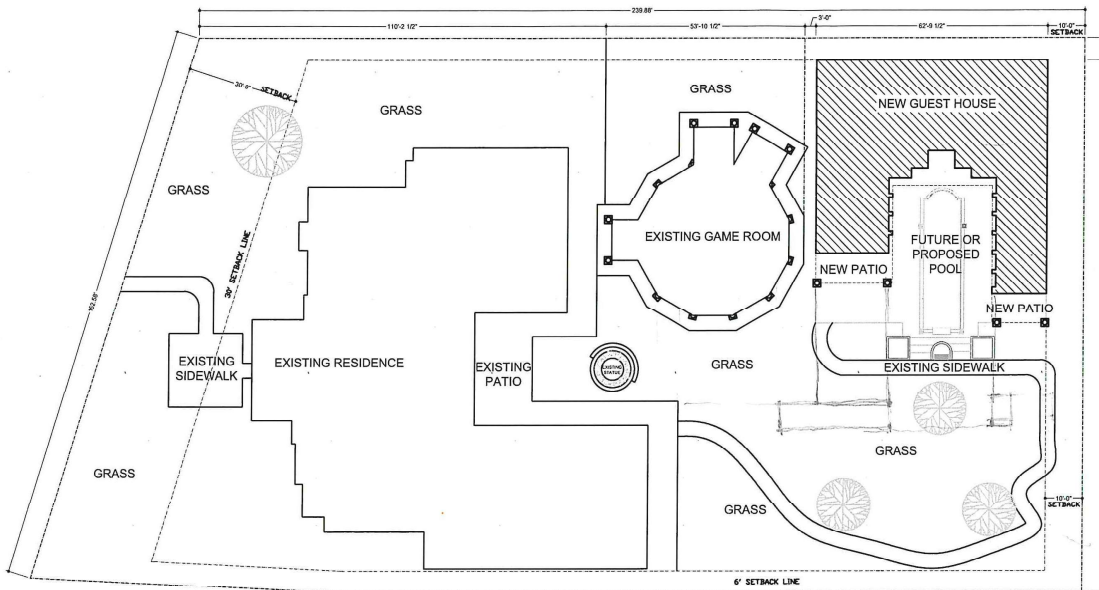 239.88'
110'-2 1/2"
53'-10 1/2"
3'-0"
62'-9 1/2"
10'-0"
SETBACK
30'-6"
SETBACK
GRASS
GRASS
GRASS
NEW GUEST HOUSE
30' SETBACK LINE
EXISTING GAME ROOM
FUTURE OR
PROPOSED
POOL
NEW PATIO
NEW PATIO
EXISTING
SIDEWALK
EXISTING RESIDENCE
EXISTING
PATIO
EXISTING
STATUE
GRASS
EXISTING SIDEWALK
GRASS
GRASS
GRASS
10'-0"
SETBACK
6' SETBACK LINE